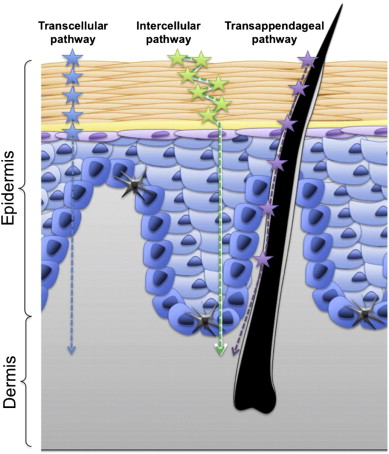 Transcellular
pathway
Intercellular
pathway
Transappendageal
pathway
Epidermis
Dermis